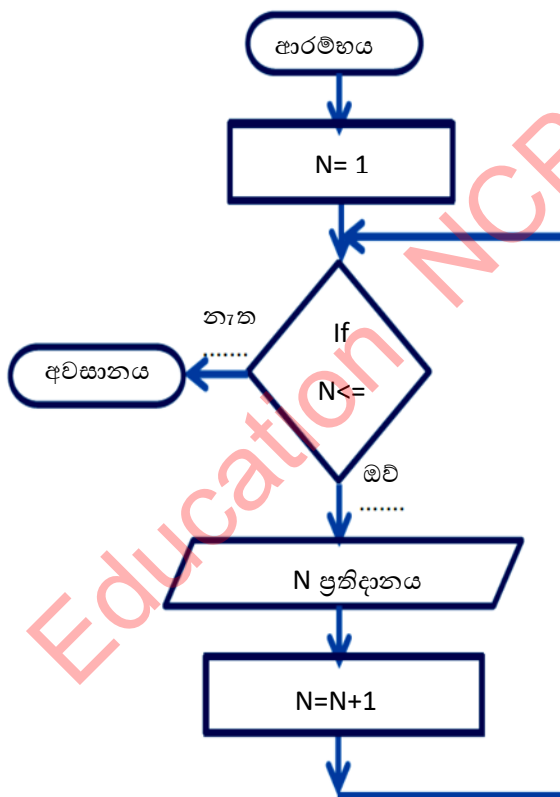 ආරම්භය
N= 1
නැත
.......
If
N<=
අවසානය
ඔව්
.......
N ප්‍රතිදානය
N=N+1
Education NCP